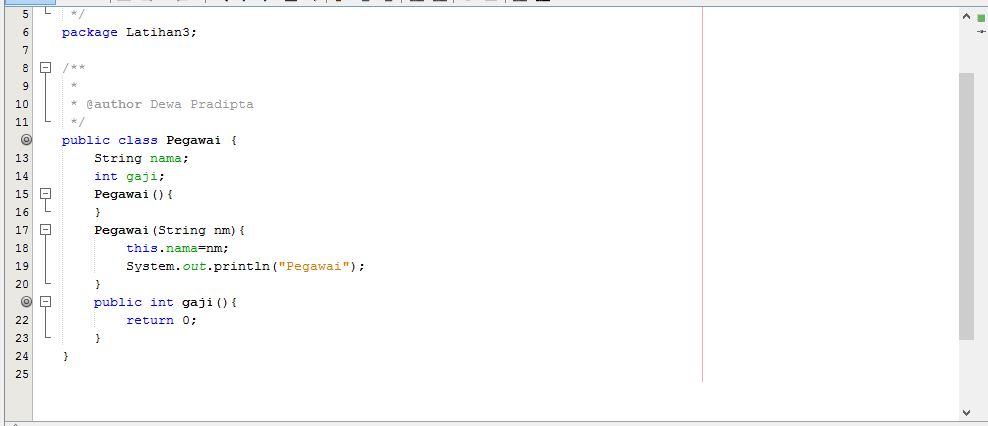 5 */
6 package Latihan3;
7
8 /**
9 *
10 * @author Dewa Pradipta
11 */
public class Pegawai {
13 String nama;
14 int gaji;
15 Pegawai(){
16 }
17 Pegawai(String nm){
18 this.nama=nm;
19 System.out.println("Pegawai");
20 }
public int gaji(){
22 return 0;
23 }
24 }
25